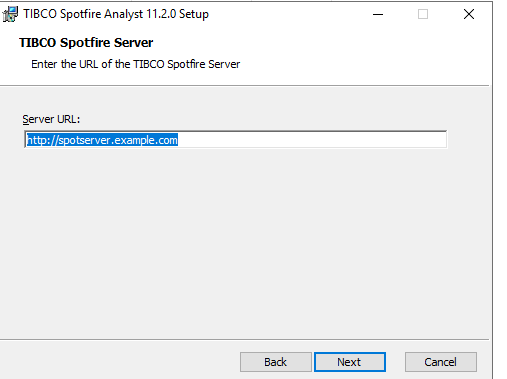 TIBCO Spotfire Analyst 11.2.0 Setup
TIBCO Spotfire Server
Enter the URL of the TIBCO Spotfire Server
Server URL:
http://spotserver.example.com
Back Next Cancel